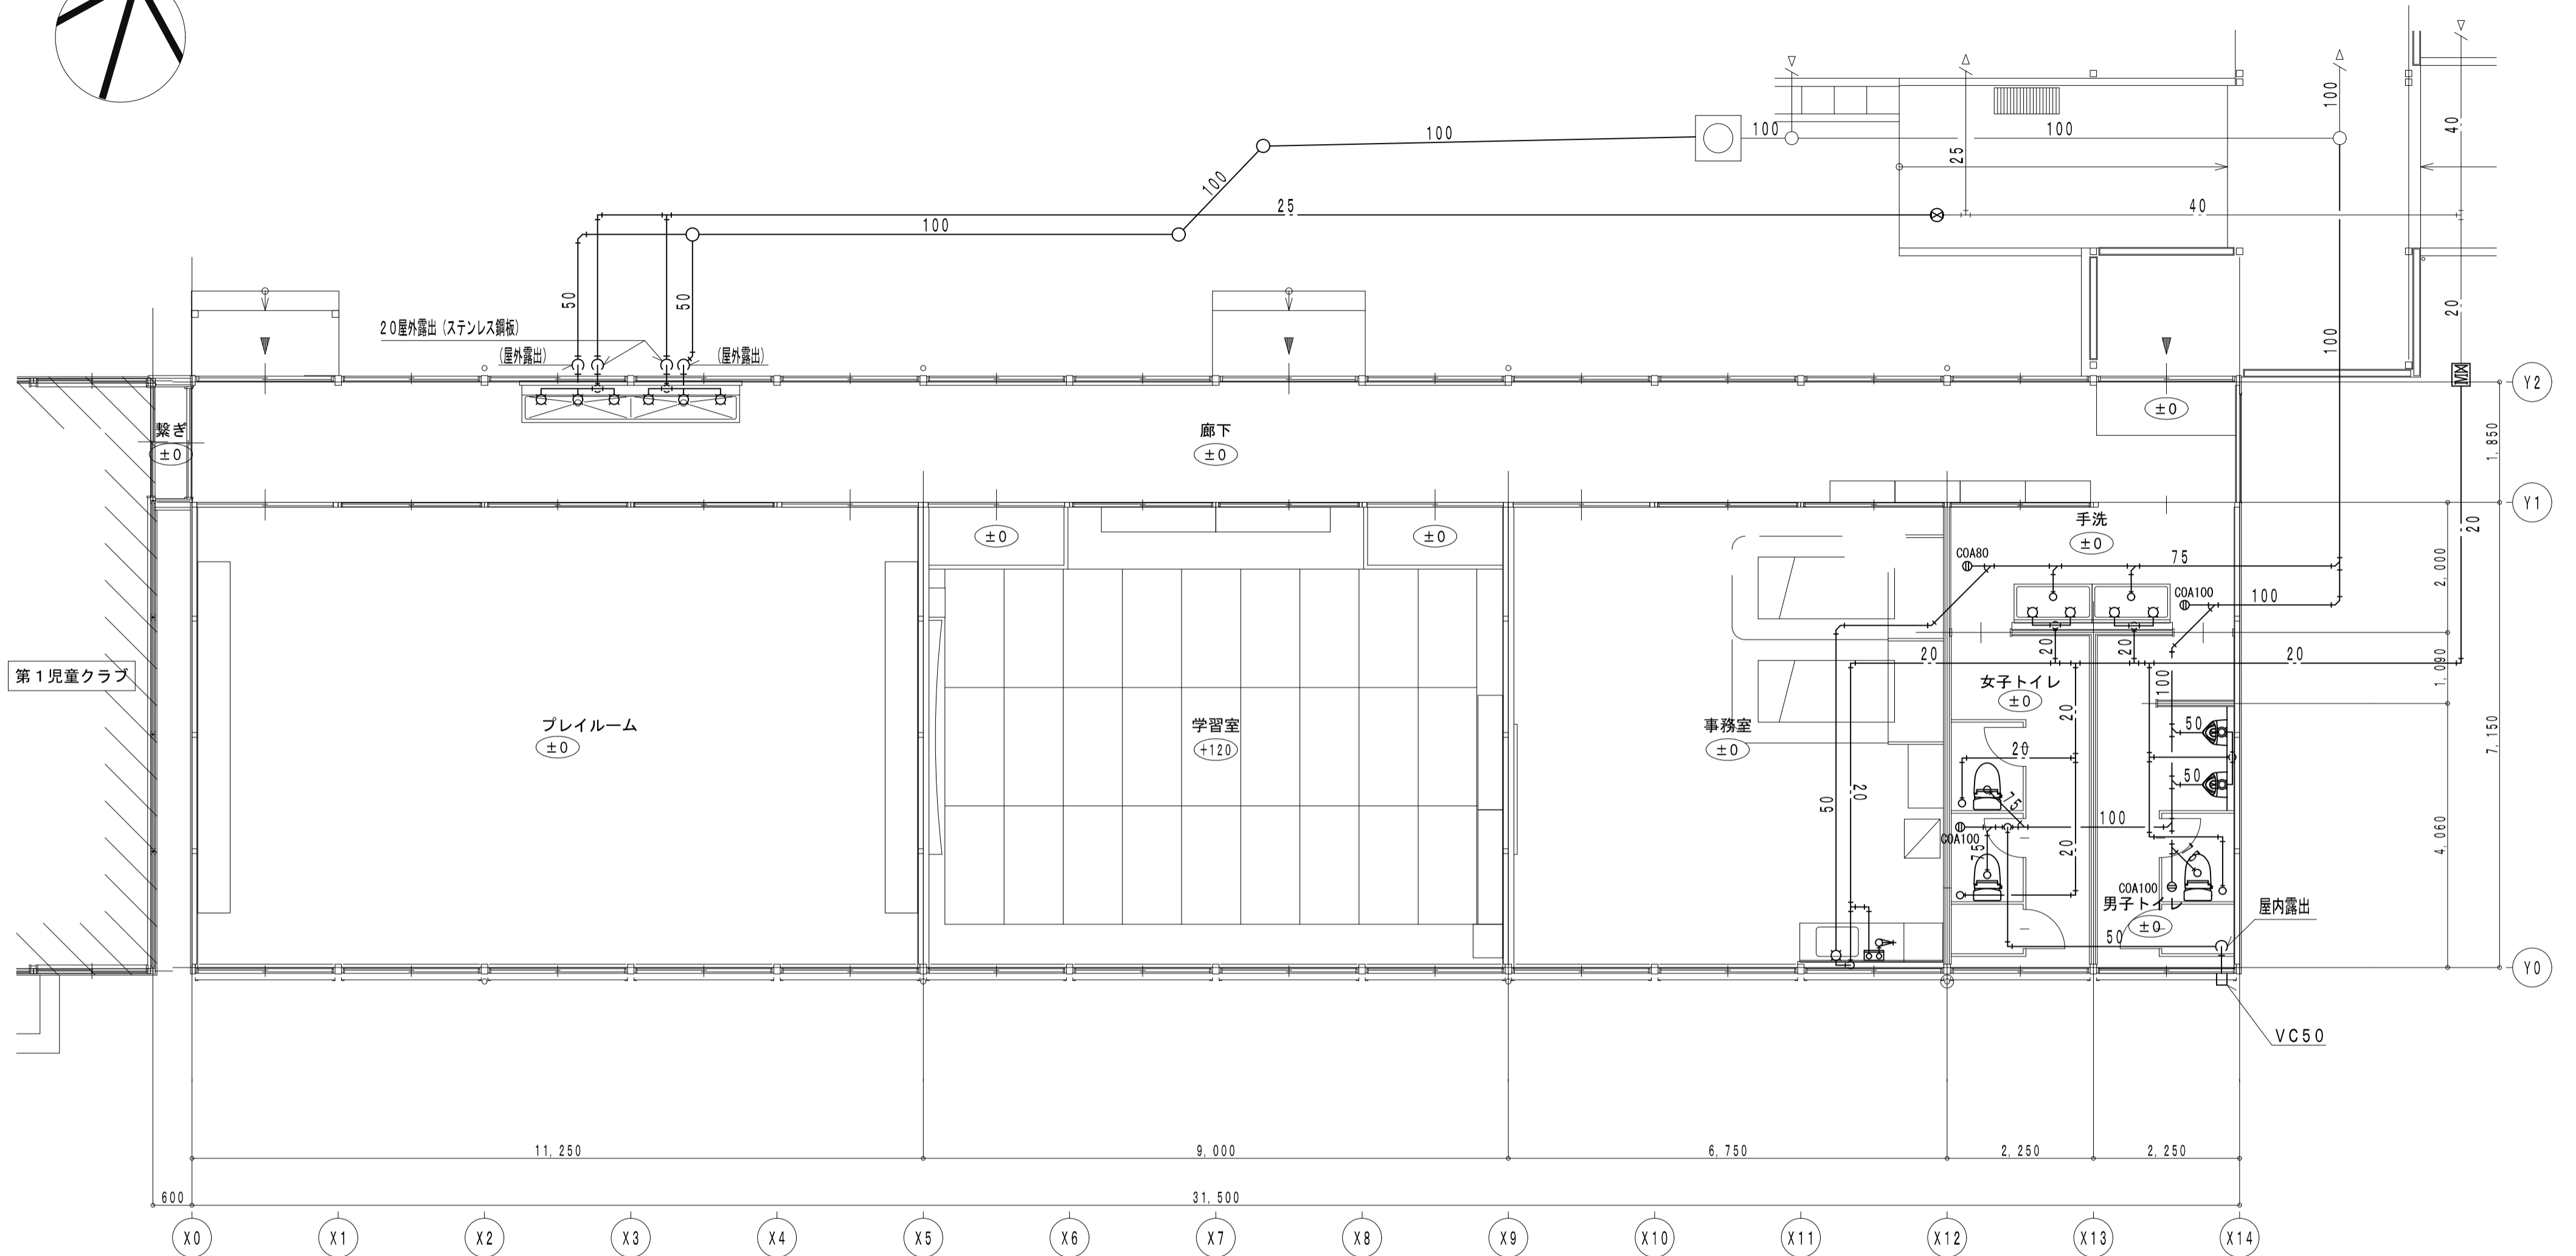 100
100
100
100
100
40
25
25
40
100
100
50
50
20
100
20屋外露出(ステンレス鋼板)
(屋外露出)
(屋外露出)
Y2
繋ぎ
±0
廊下
±0
±0
1,850
Y1
±0
±0
手洗
±0
20
COA80
75
2,000
COA100
100
20
20
20
20
第1児童クラブ
女子トイレ
±0
100
1,090
プレイルーム
±0
学習室
+120
事務室
±0
20
50
7,150
20
50
50
20
75
100
COA100
75
20
4,060
COA100
75
男子トイレ
±0
屋内露出
50
Y0
VC50
11,250
9,000
6,750
2,250
2,250
600
31,500
X0
X1
X2
X3
X4
X5
X6
X7
X8
X9
X10
X11
X12
X13
X14